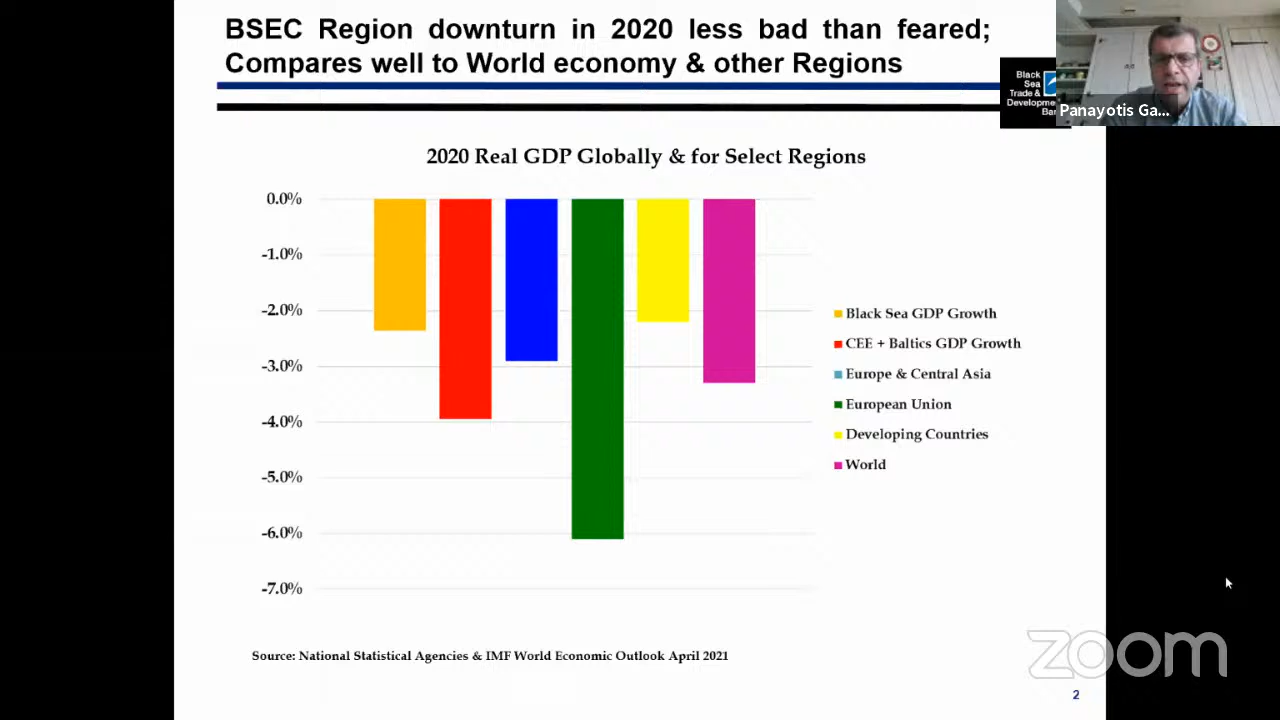 BSEC Region downturn in 2020 less bad than feared;
Compares well to World economy & other Regions
Black
Sea
Trade &
Developme
Ban
Panayotis Ga...
2020 Real GDP Globally & for Select Regions
0.0%
-1.0%
-2.0%
-3.0%
-4.0%
-5.0%
-6.0%
-7.0%
Black Sea GDP Growth
CEE + Baltics GDP Growth
Europe & Central Asia
European Union
Developing Countries
World
Source: National Statistical Agencies & IMF World Economic Outlook April 2021
zoom
2